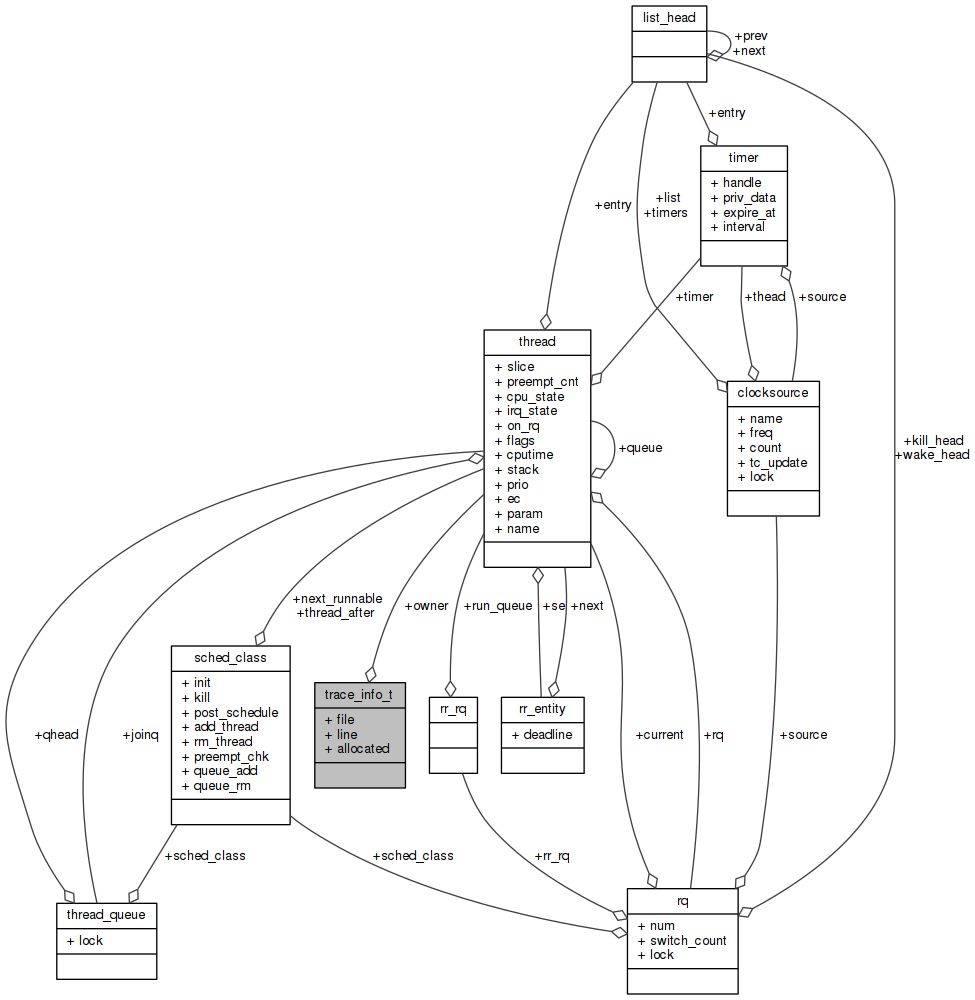 list_head
+prev
+next
+entry
timer
+ handle
+ priv_data
+ expire_at
+ interval
+entry
+list
+timers
+timer
+thead
+source
thread
+ slice
+ preempt_cnt
+ cpu_state
+ irq_state
+ on_rq
+ flags
+ cputime
+ stack
+ prio
+ ec
+ param
+ name
+queue
clocksource
+ name
+ freq
+ count
+ tc_update
+ lock
+kill_head
+wake_head
+next_runnable
+thread_after
+owner
+run_queue
+se
+next
sched_class
+ init
+ kill
+ post_schedule
+ add_thread
+ rm_thread
+ preempt_chk
+ queue_add
+ queue_rm
trace_info_t
+ file
+ line
+ allocated
rr_rq
rr_entity
+ deadline
+qhead
+joinq
+current
+rq
+source
+sched_class
+sched_class
+rr_rq
thread_queue
+ lock
rq
+ num
+ switch_count
+ lock